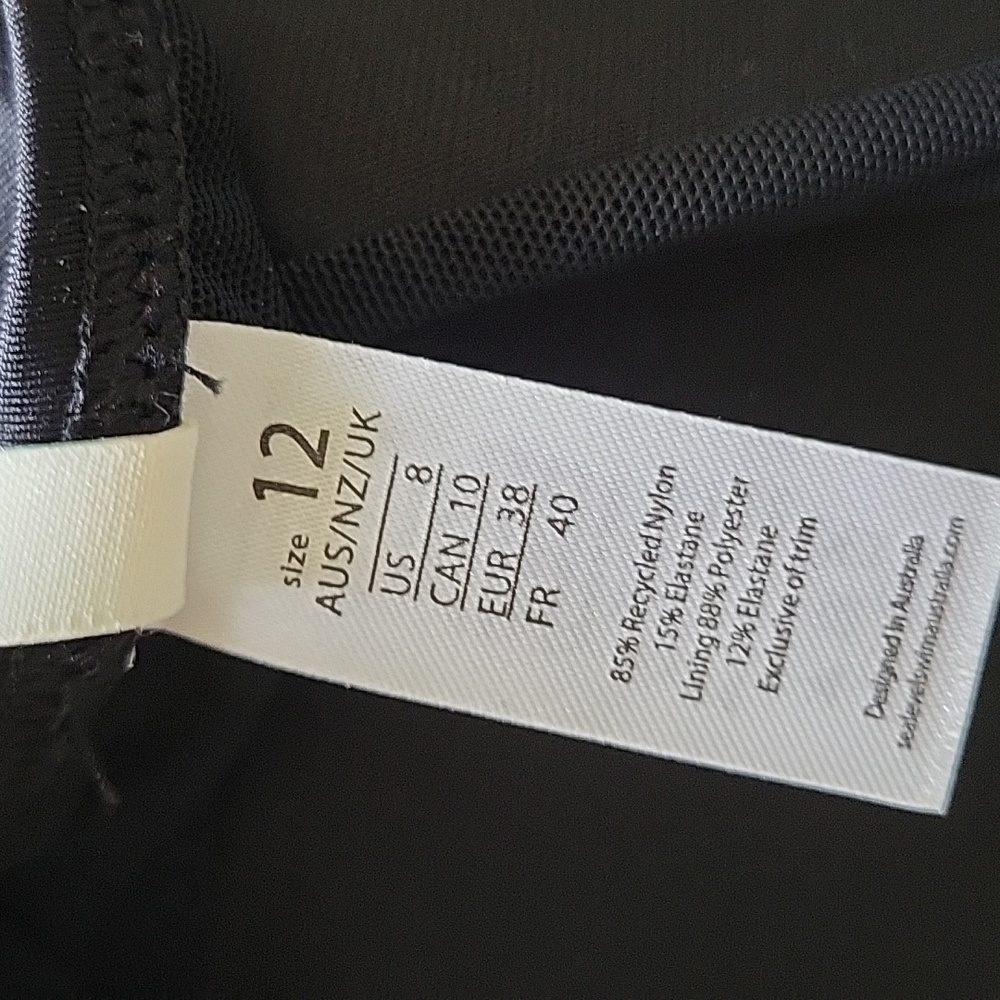 size 12
AUS/NZ/UK
US 8
CAN 10
EUR 38
FR 40
85% Recycled Nylon
15% Elastane
Lining 88% Polyester
12% Elastane
Exclusive of trim
Designed in Australia
sealevelswimaustralia.com